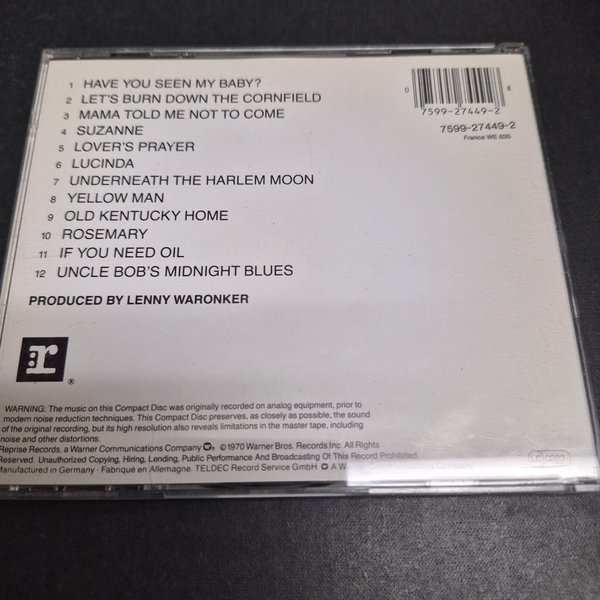 1 HAVE YOU SEEN MY BABY?
2 LET'S BURN DOWN THE CORNFIELD
3 MAMA TOLD ME NOT TO COME
4 SUZANNE
5 LOVER'S PRAYER
6 LUCINDA
7 UNDERNEATH THE HARLEM MOON
8 YELLOW MAN
9 OLD KENTUCKY HOME
10 ROSEMARY
11 IF YOU NEED OIL
12 UNCLE BOB'S MIDNIGHT BLUES
PRODUCED BY LENNY WARONKER
0 7599-27449-2 8
7599-27449-2
France WE 835
r ®
WARNING: The music on this Compact Disc was originally recorded on analog equipment, prior to
modern noise reduction techniques. This Compact Disc preserves, as closely as possible, the sound
of the original recording, but its high resolution also reveals limitations in the master tape, including
noise and other distortions.
Reprise Records, a Warner Communications Company ©1970 Warner Bros. Records Inc. All Rights
Reserved. Unauthorized Copying, Hiring, Lending, Public Performance And Broadcasting Of This Record Prohibited.
Manufactured in Germany · Fabriqué en Allemagne. TELDEC Record Service GmbH A W